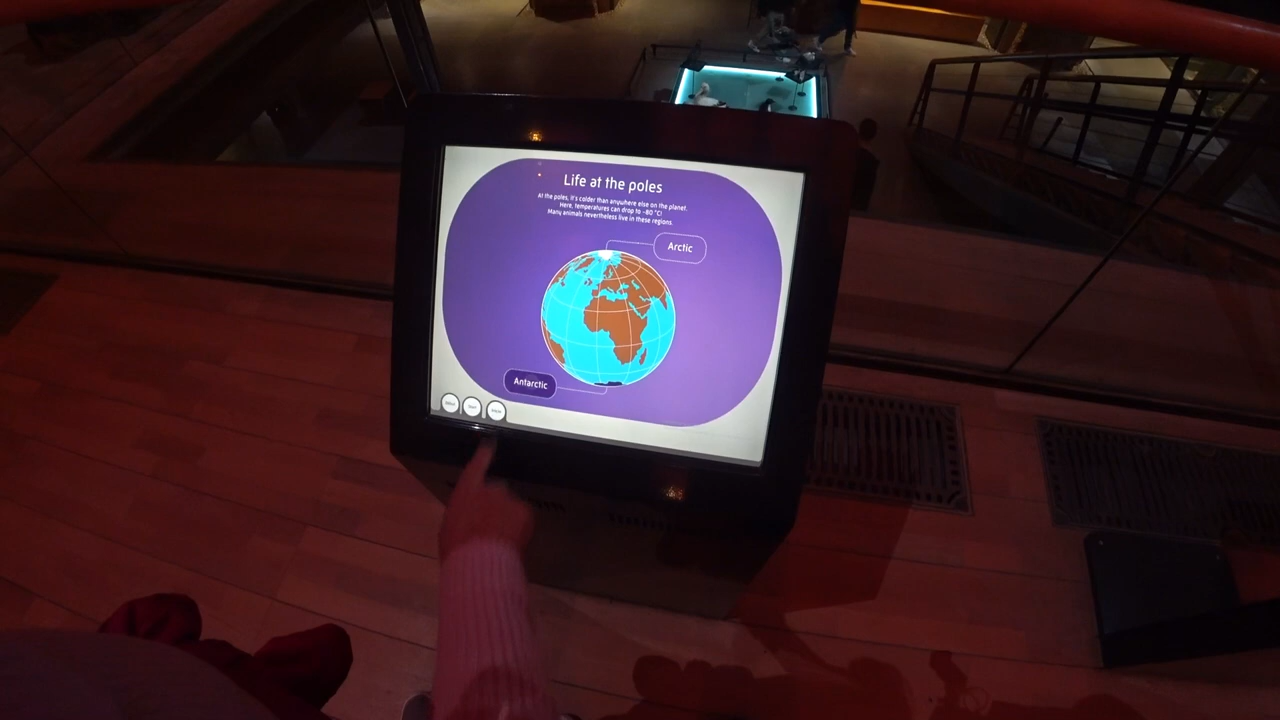 Life at the poles
At the poles, it's colder than anywhere else on the planet.
Here, temperatures can drop to -80 °C!
Many animals nevertheless live in these regions.
Arctic
Antarctic